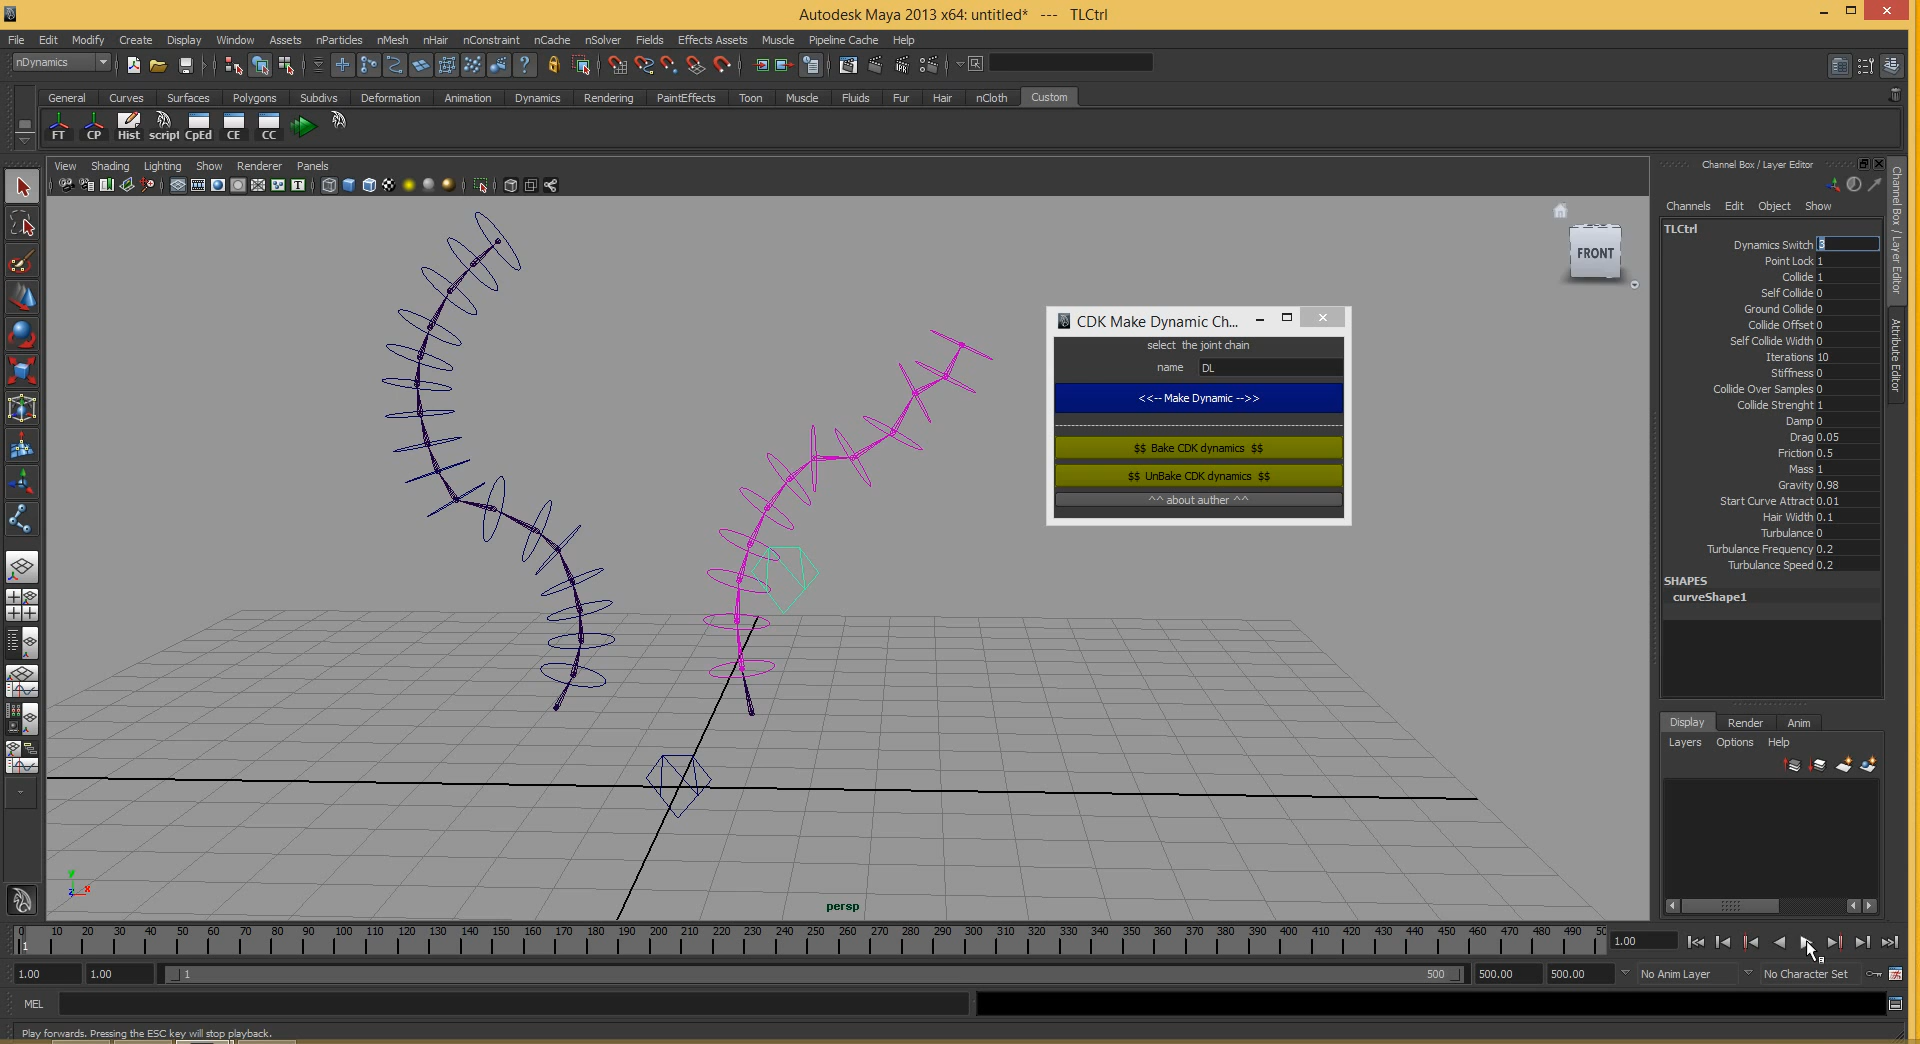 Autodesk Maya 2013 x64: untitled* --- TLCtrl
File Edit Modify Create Display Window Assets nParticles nMesh nHair nConstraint nCache nSolver Fields Effects Assets Muscle Pipeline Cache Help
nDynamics
General Curves Surfaces Polygons Subdivs Deformation Animation Dynamics Rendering PaintEffects Toon Muscle Fluids Fur Hair nCloth Custom
FT CP Hist script CpEd CE CC
View Shading Lighting Show Renderer Panels
FRONT
CDK Make Dynamic Ch...
select the joint chain
name DL
<<-- Make Dynamic -->>
$$ Bake CDK dynamics $$
$$ UnBake CDK dynamics $$
^^ about auther ^^
persp
y
z x
Channel Box / Layer Editor
Channels Edit Object Show
TLCtrl
Dynamics Switch 3
Point Lock 1
Collide 1
Self Collide 0
Ground Collide 0
Collide Offset 0
Self Collide Width 0
Iterations 10
Stiffness 0
Collide Over Samples 0
Collide Strenght 1
Damp 0
Drag 0.05
Friction 0.5
Mass 1
Gravity 0.98
Start Curve Attract 0.01
Hair Width 0.1
Turbulance 0
Turbulance Frequency 0.2
Turbulance Speed 0.2
SHAPES
curveShape1
Channel Box / Layer Editor
Attribute Editor
Display Render Anim
Layers Options Help
0 10 20 30 40 50 60 70 80 90 100 110 120 130 140 150 160 170 180 190 200 210 220 230 240 250 260 270 280 290 300 310 320 330 340 350 360 370 380 390 400 410 420 430 440 450 460 470 480 490 50
1
1.00
1.00 1.00 1 500 500.00 500.00 No Anim Layer No Character Set
MEL
Play forwards. Pressing the ESC key will stop playback.